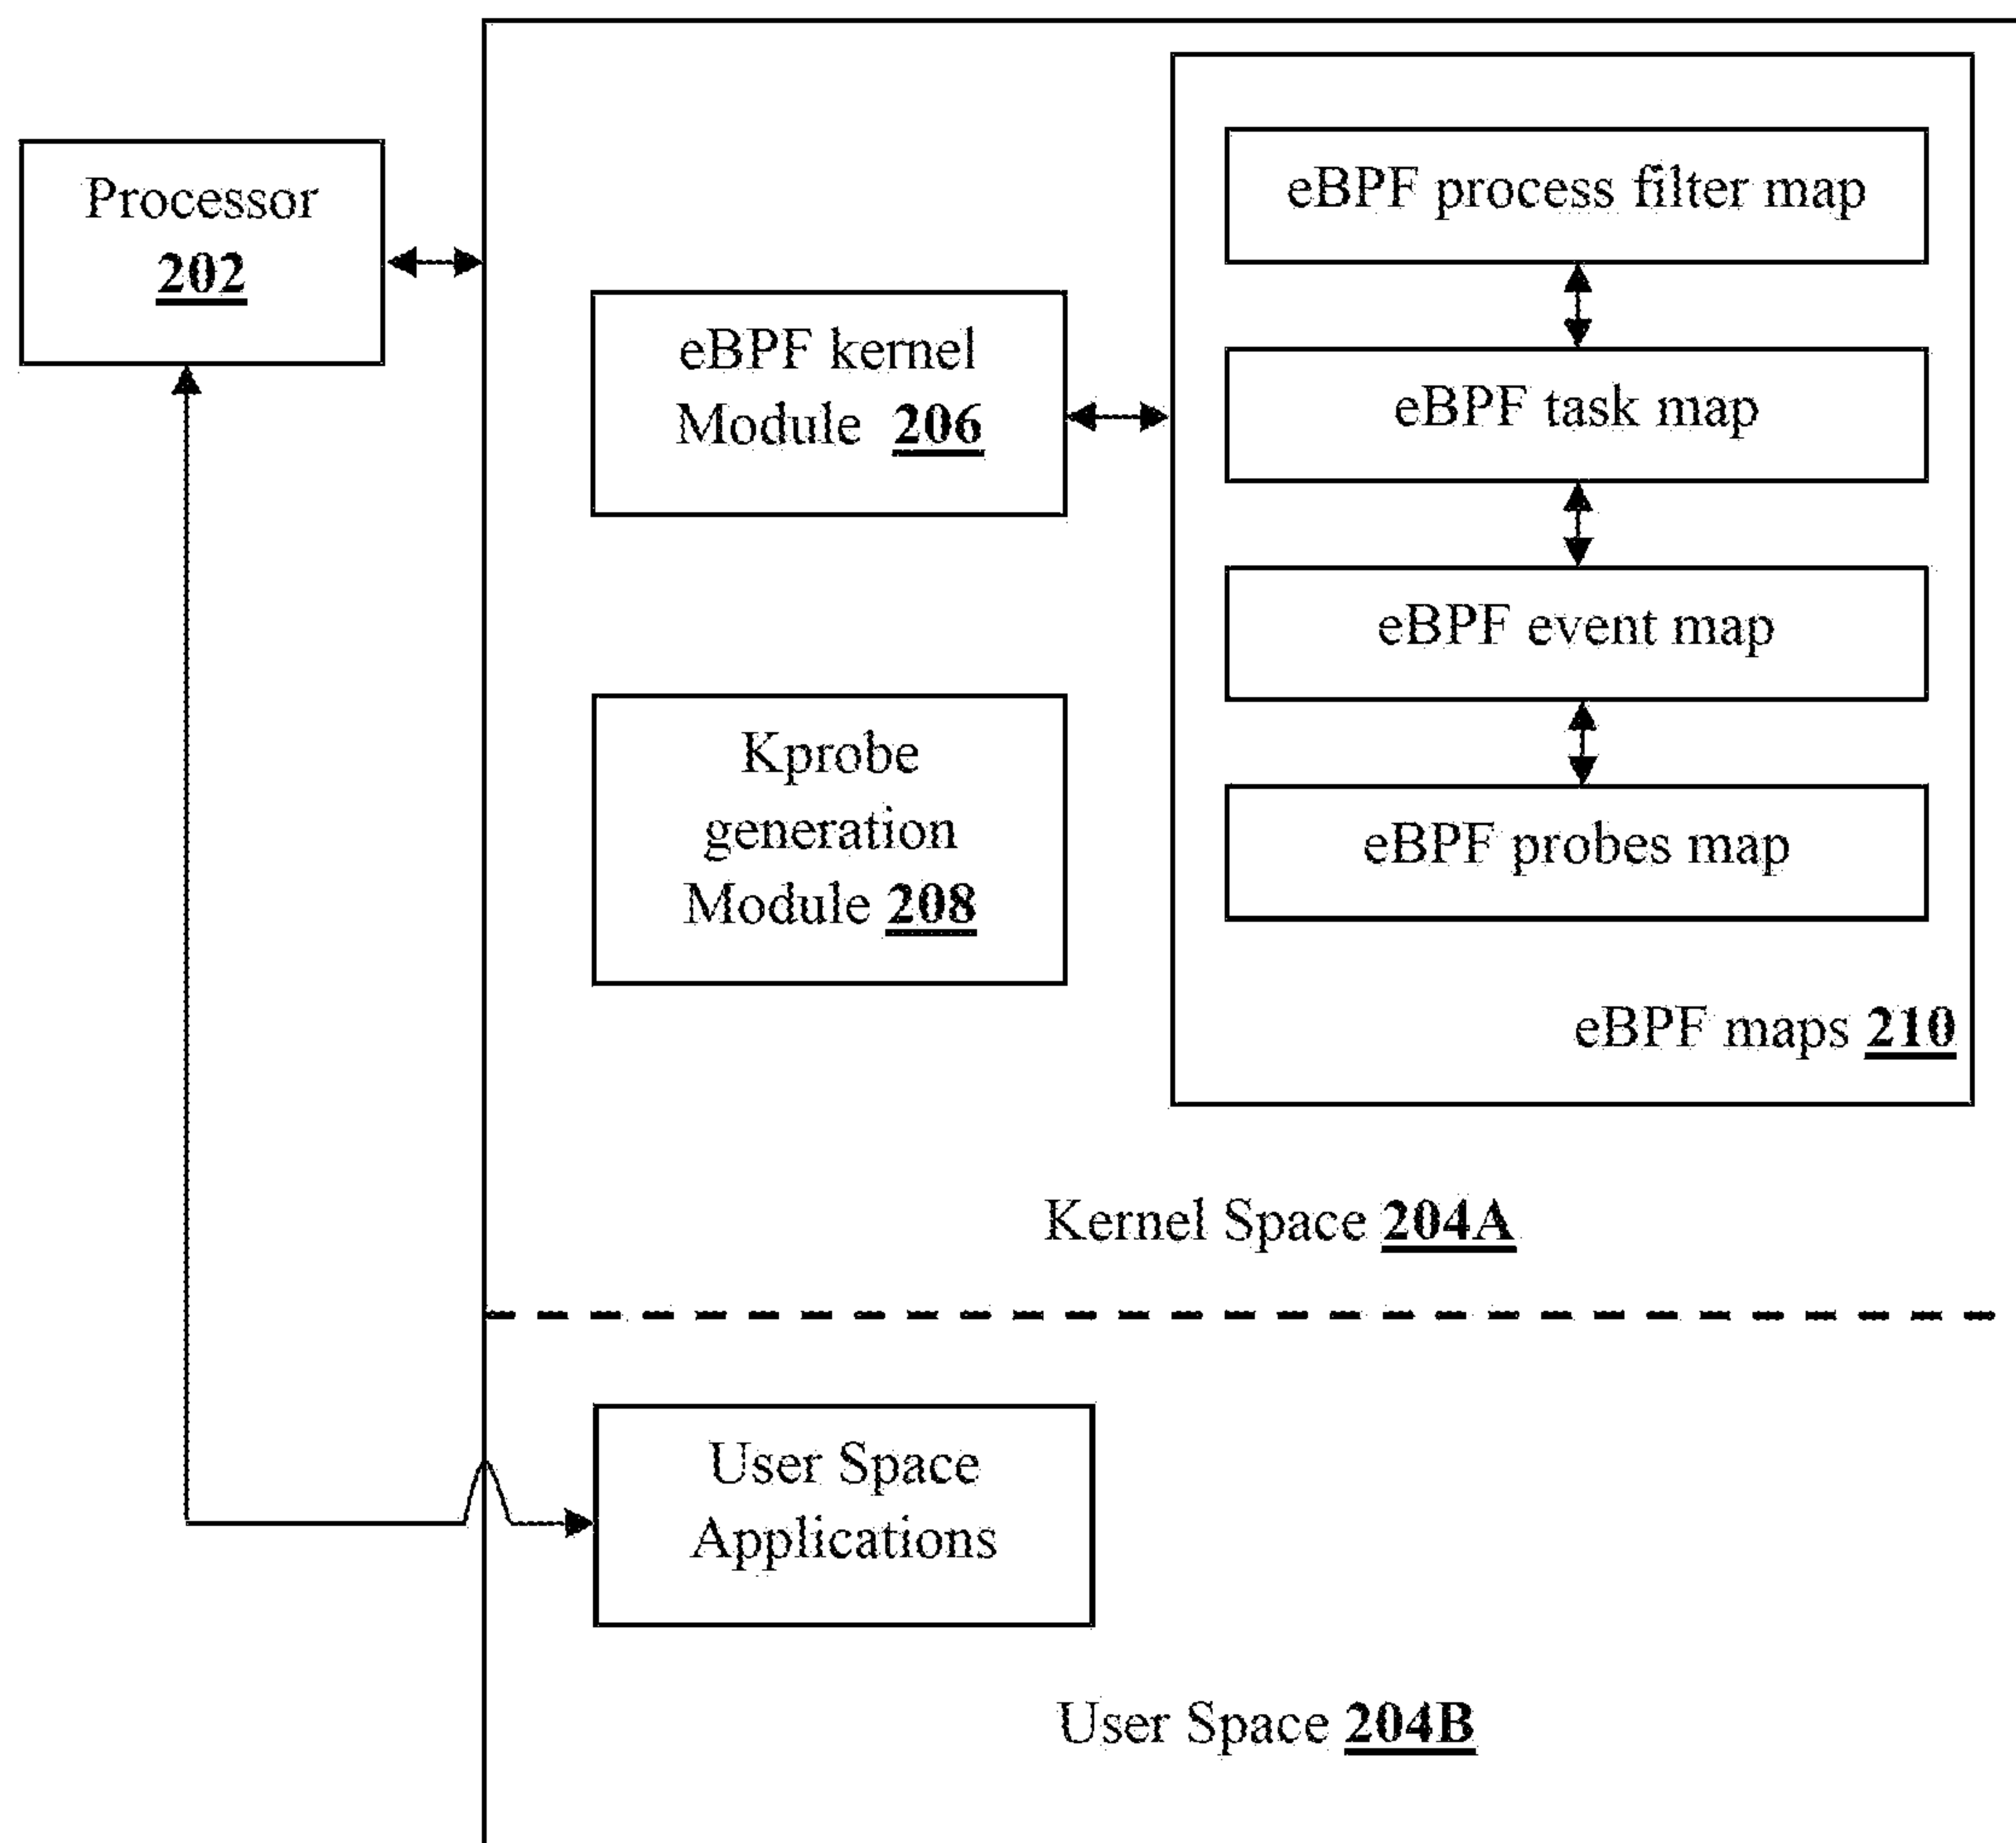 Processor
202
eBPF kernel
Module 206
Kprobe
generation
Module 208
eBPF process filter map
eBPF task map
eBPF event map
eBPF probes map
eBPF maps 210
Kernel Space 204A
User Space
Applications
User Space 204B